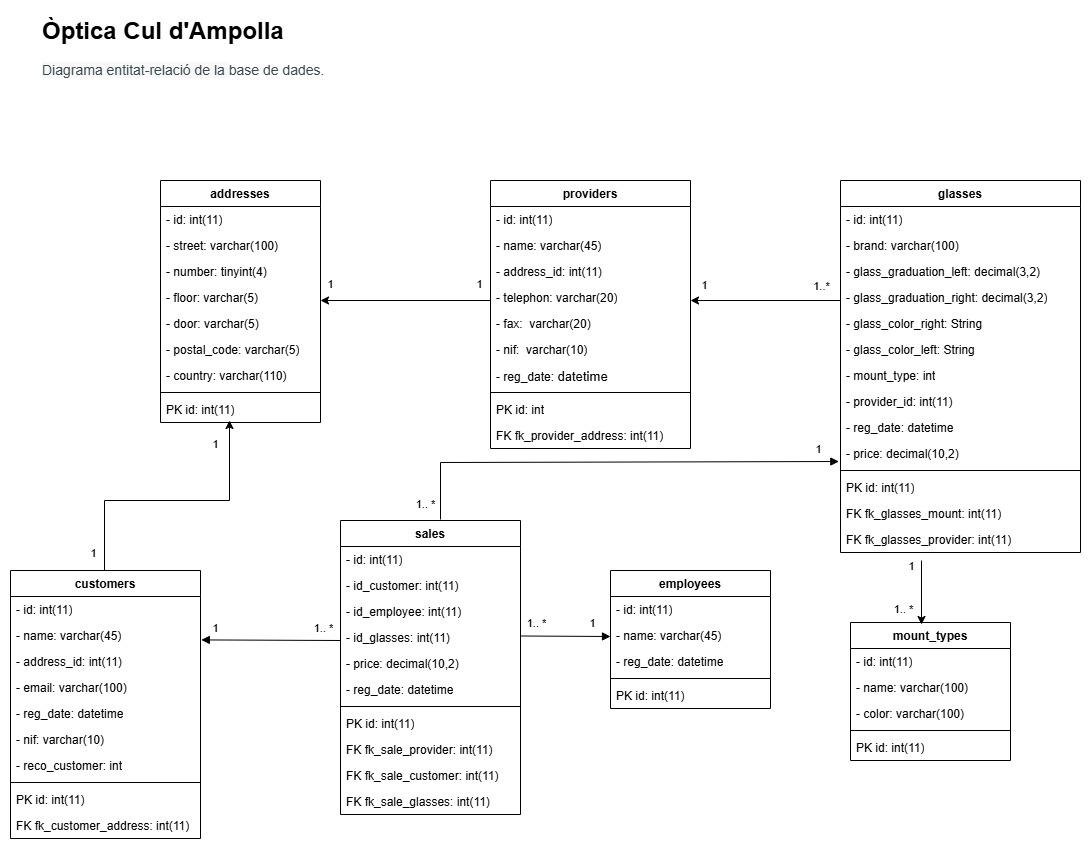 Òptica Cul d'Ampolla
Diagrama entitat-relació de la base de dades.
addresses
- id: int(11)
- street: varchar(100)
- number: tinyint(4)
- floor: varchar(5)
- door: varchar(5)
- postal_code: varchar(5)
- country: varchar(110)
PK id: int(11)
1
1
providers
- id: int(11)
- name: varchar(45)
- address_id: int(11)
- telephon: varchar(20)
- fax:  varchar(20)
- nif:  varchar(10)
- reg_date: datetime
PK id: int
FK fk_provider_address: int(11)
1
1..*
glasses
- id: int(11)
- brand: varchar(100)
- glass_graduation_left: decimal(3,2)
- glass_graduation_right: decimal(3,2)
- glass_color_right: String
- glass_color_left: String
- mount_type: int
- provider_id: int(11)
- reg_date: datetime
- price: decimal(10,2)
PK id: int(11)
FK fk_glasses_mount: int(11)
FK fk_glasses_provider: int(11)
1
1
1
1.. *
customers
- id: int(11)
- name: varchar(45)
- address_id: int(11)
- email: varchar(100)
- reg_date: datetime
- nif: varchar(10)
- reco_customer: int
PK id: int(11)
FK fk_customer_address: int(11)
1
1.. *
sales
- id: int(11)
- id_customer: int(11)
- id_employee: int(11)
- id_glasses: int(11)
- price: decimal(10,2)
- reg_date: datetime
PK id: int(11)
FK fk_sale_provider: int(11)
FK fk_sale_customer: int(11)
FK fk_sale_glasses: int(11)
1.. *
1
employees
- id: int(11)
- name: varchar(45)
- reg_date: datetime
PK id: int(11)
1
1.. *
mount_types
- id: int(11)
- name: varchar(100)
- color: varchar(100)
PK id: int(11)